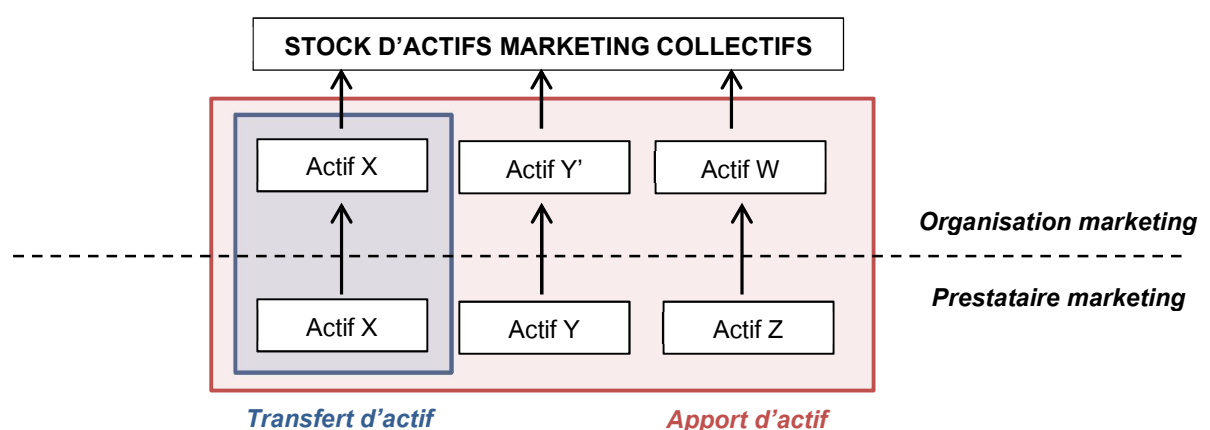 STOCK D’ACTIFS MARKETING COLLECTIFS
Actif X
Actif Y’
Actif W
Organisation marketing
Prestataire marketing
Actif X
Actif Y
Actif Z
Transfert d’actif
Apport d’actif